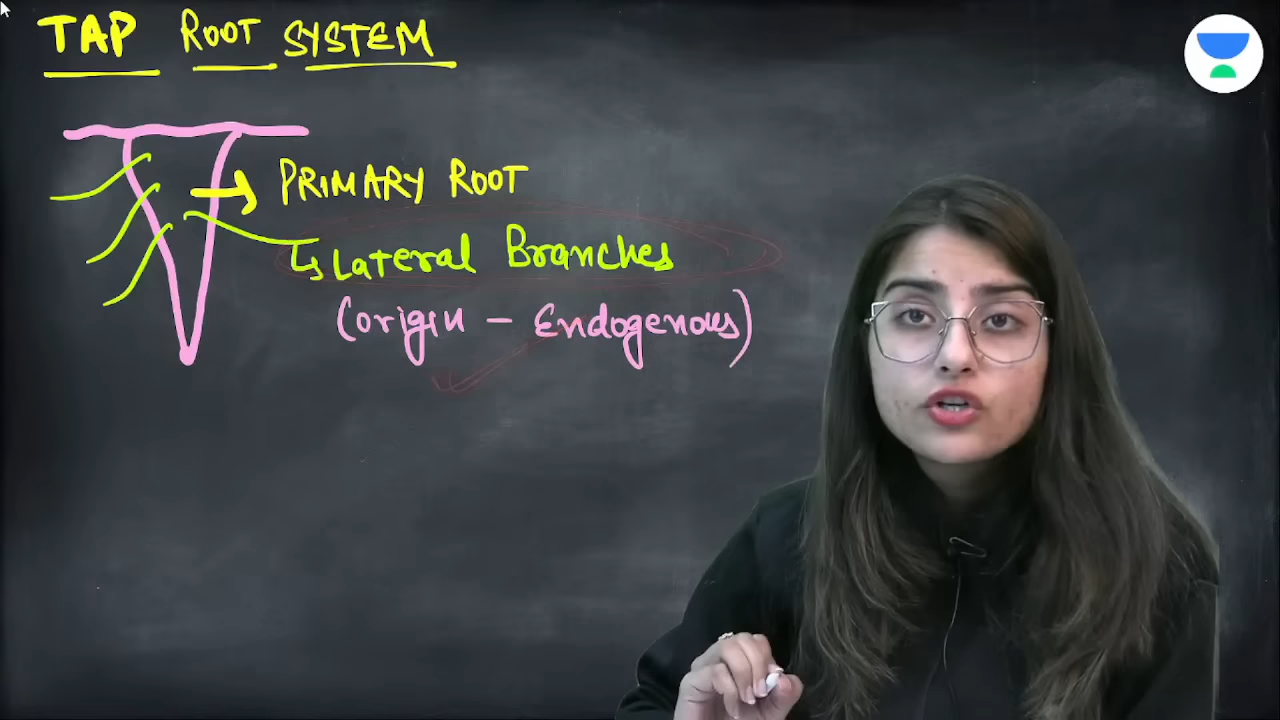 TAP ROOT SYSTEM
PRIMARY ROOT
Lateral Branches
(origin - Endogenous)